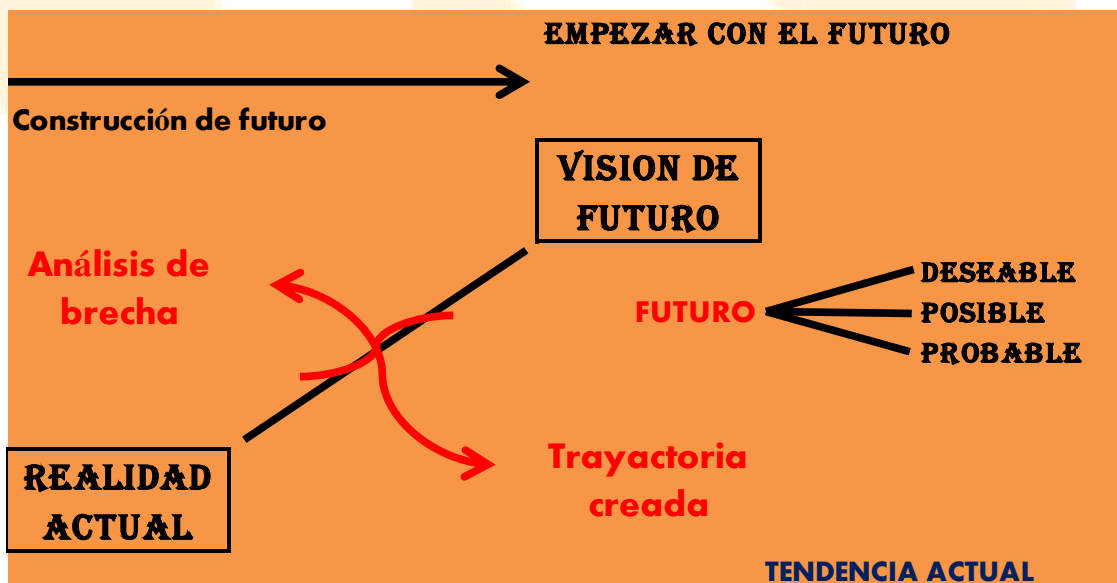 EMPEZAR CON EL FUTURO
Construcción de futuro
VISION DE
FUTURO
Análisis de
brecha
FUTURO
DESEABLE
POSIBLE
PROBABLE
Trayactoria
creada
REALIDAD
ACTUAL
TENDENCIA ACTUAL